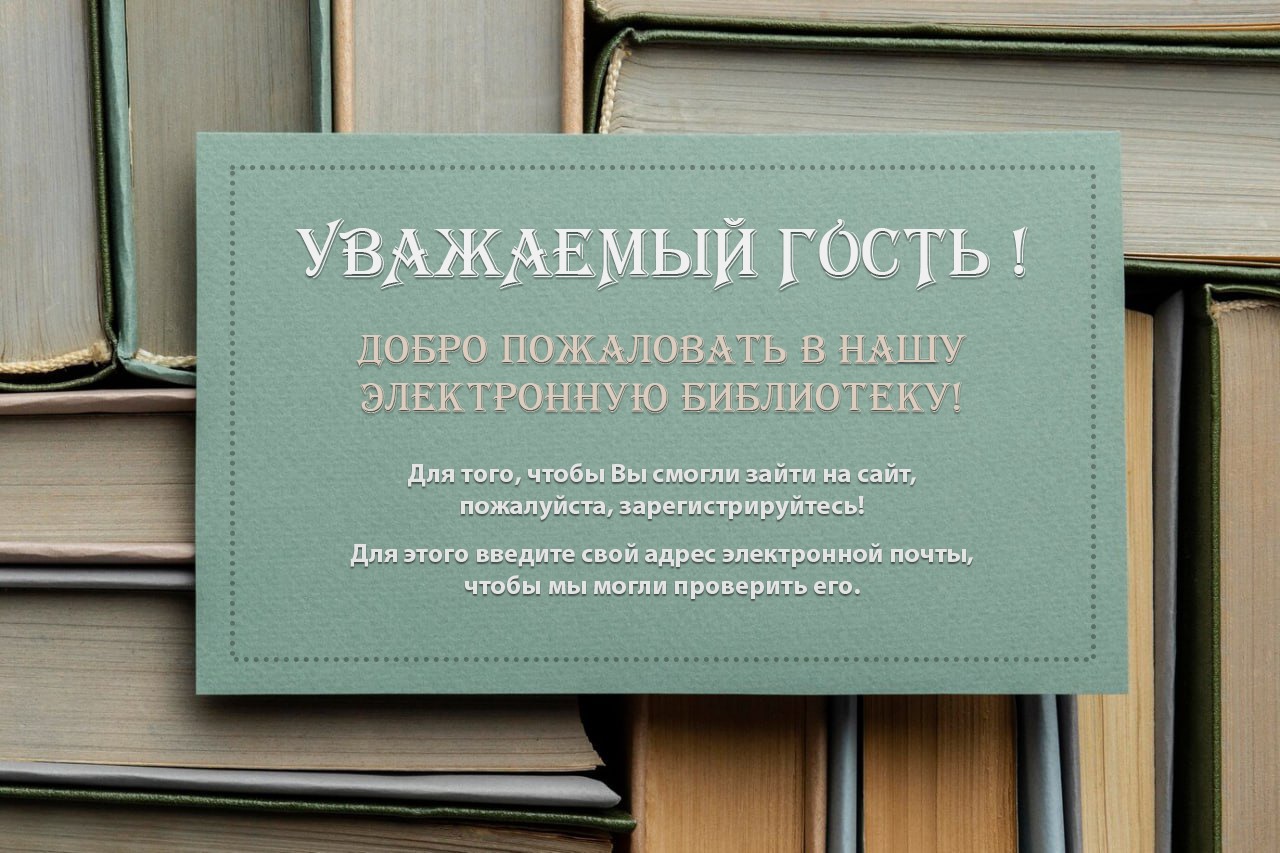 УВАЖАЕМЫЙ ГОСТЬ !
ДОБРО ПОЖАЛОВАТЬ В НАШУ
ЭЛЕКТРОННУЮ БИБЛИОТЕКУ!
Для того, чтобы Вы смогли зайти на сайт,
пожалуйста, зарегистрируйтесь!
Для этого введите свой адрес электронной почты,
чтобы мы могли проверить его.